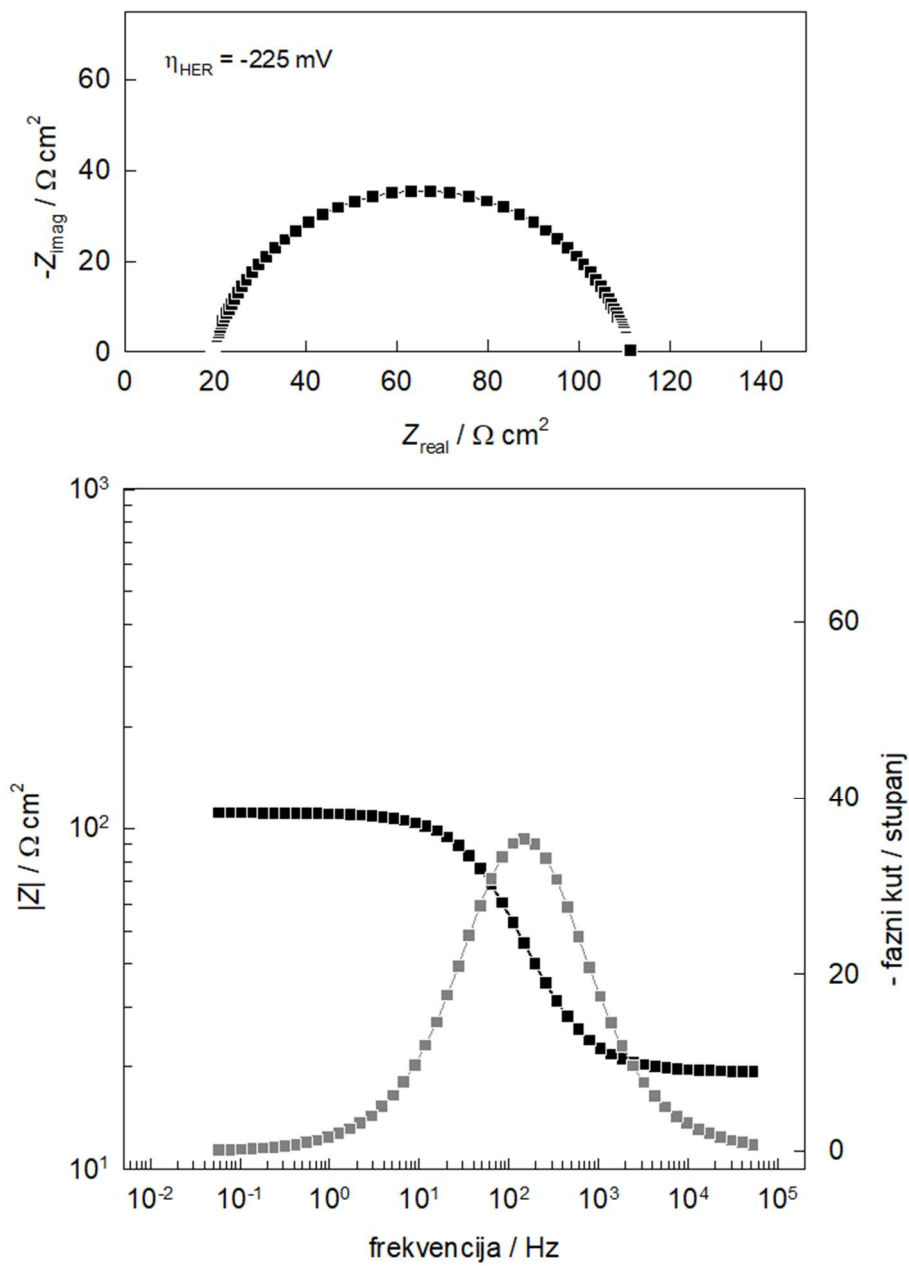 η_HER = -225 mV
60
40
20
0
-Z_imag / Ω cm²
0 20 40 60 80 100 120 140
Z_real / Ω cm²
10³
10²
10¹
|Z| / Ω cm²
60
40
20
0
- fazni kut / stupanj
10⁻² 10⁻¹ 10⁰ 10¹ 10² 10³ 10⁴ 10⁵
frekvencija / Hz